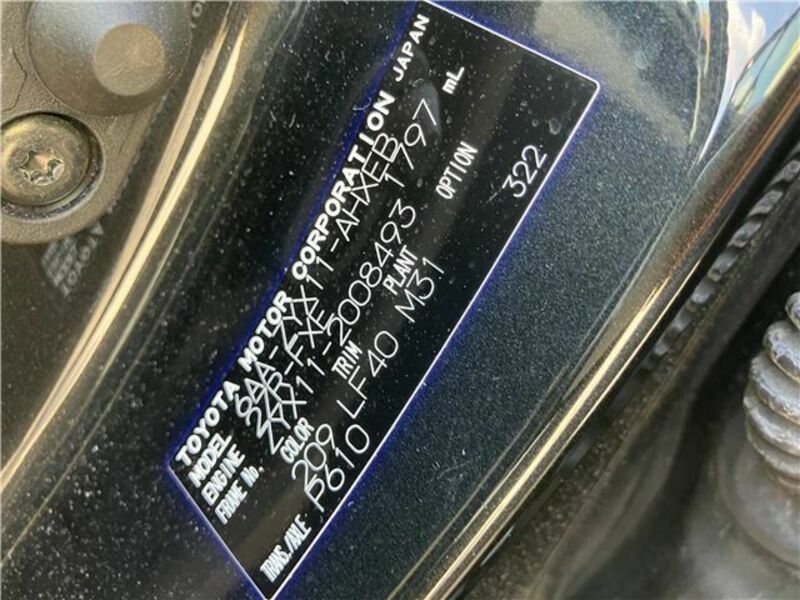 TOYOTA MOTOR CORPORATION JAPAN
MODEL 6AA-ZYX11-AHXEB
ENGINE 2ZR-FXE 1797 mL
FRAME No. ZYX11-2008493
COLOR TRIM PLANT OPTION
209 LF40 M31 322
TRANS./AXLE P610